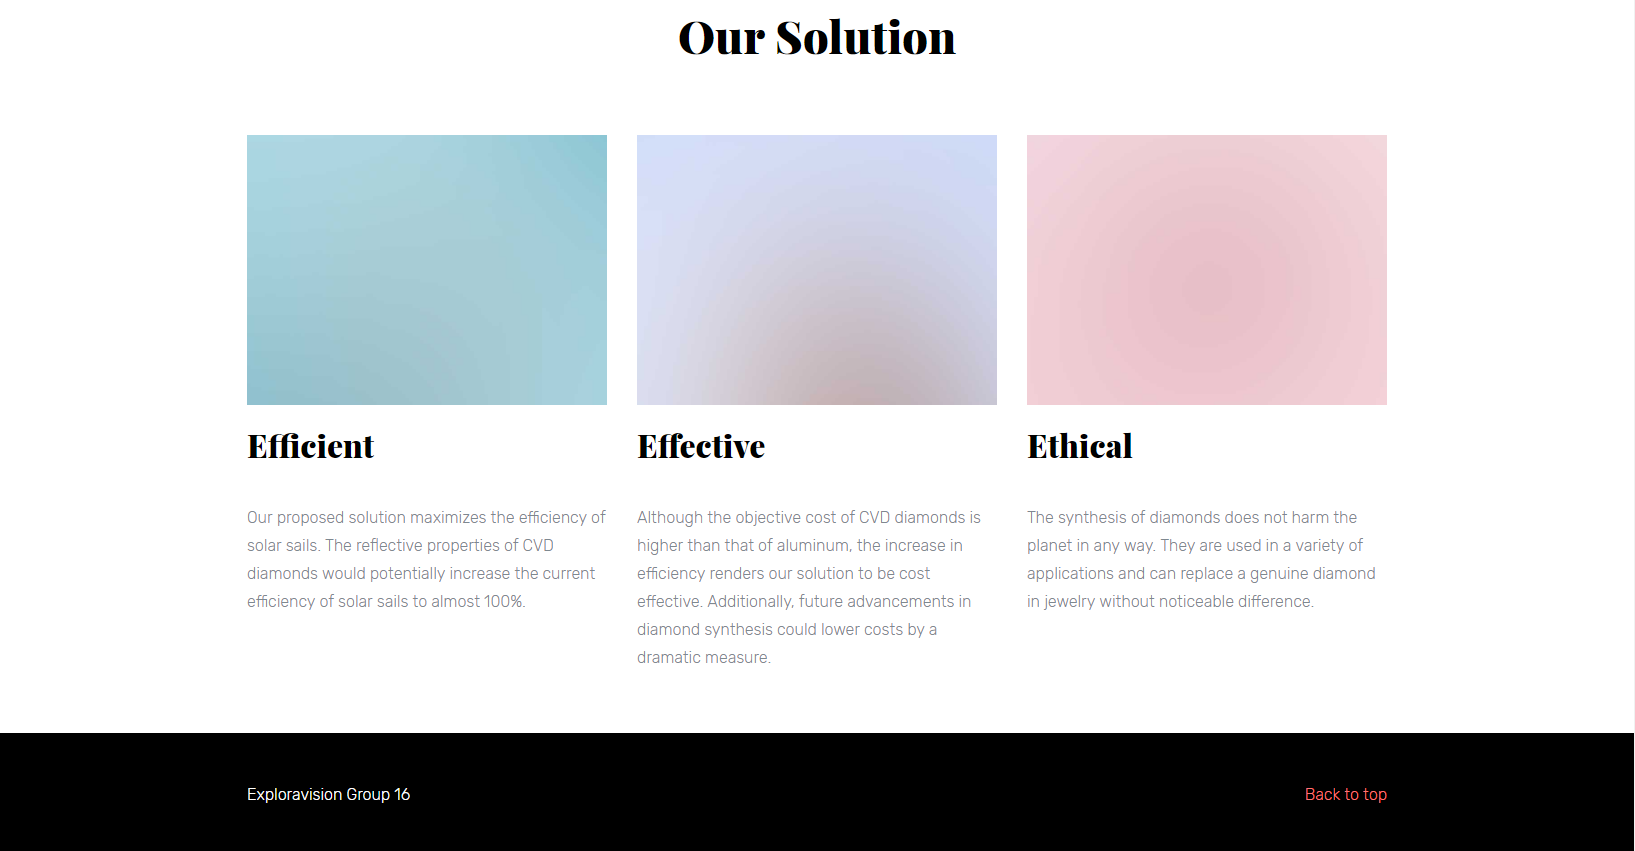 Our Solution
Efficient
Our proposed solution maximizes the efficiency of
solar sails. The reflective properties of CVD
diamonds would potentially increase the current
efficiency of solar sails to almost 100%.
Effective
Although the objective cost of CVD diamonds is
higher than that of aluminum, the increase in
efficiency renders our solution to be cost
effective. Additionally, future advancements in
diamond synthesis could lower costs by a
dramatic measure.
Ethical
The synthesis of diamonds does not harm the
planet in any way. They are used in a variety of
applications and can replace a genuine diamond
in jewelry without noticeable difference.
Exploravision Group 16
Back to top